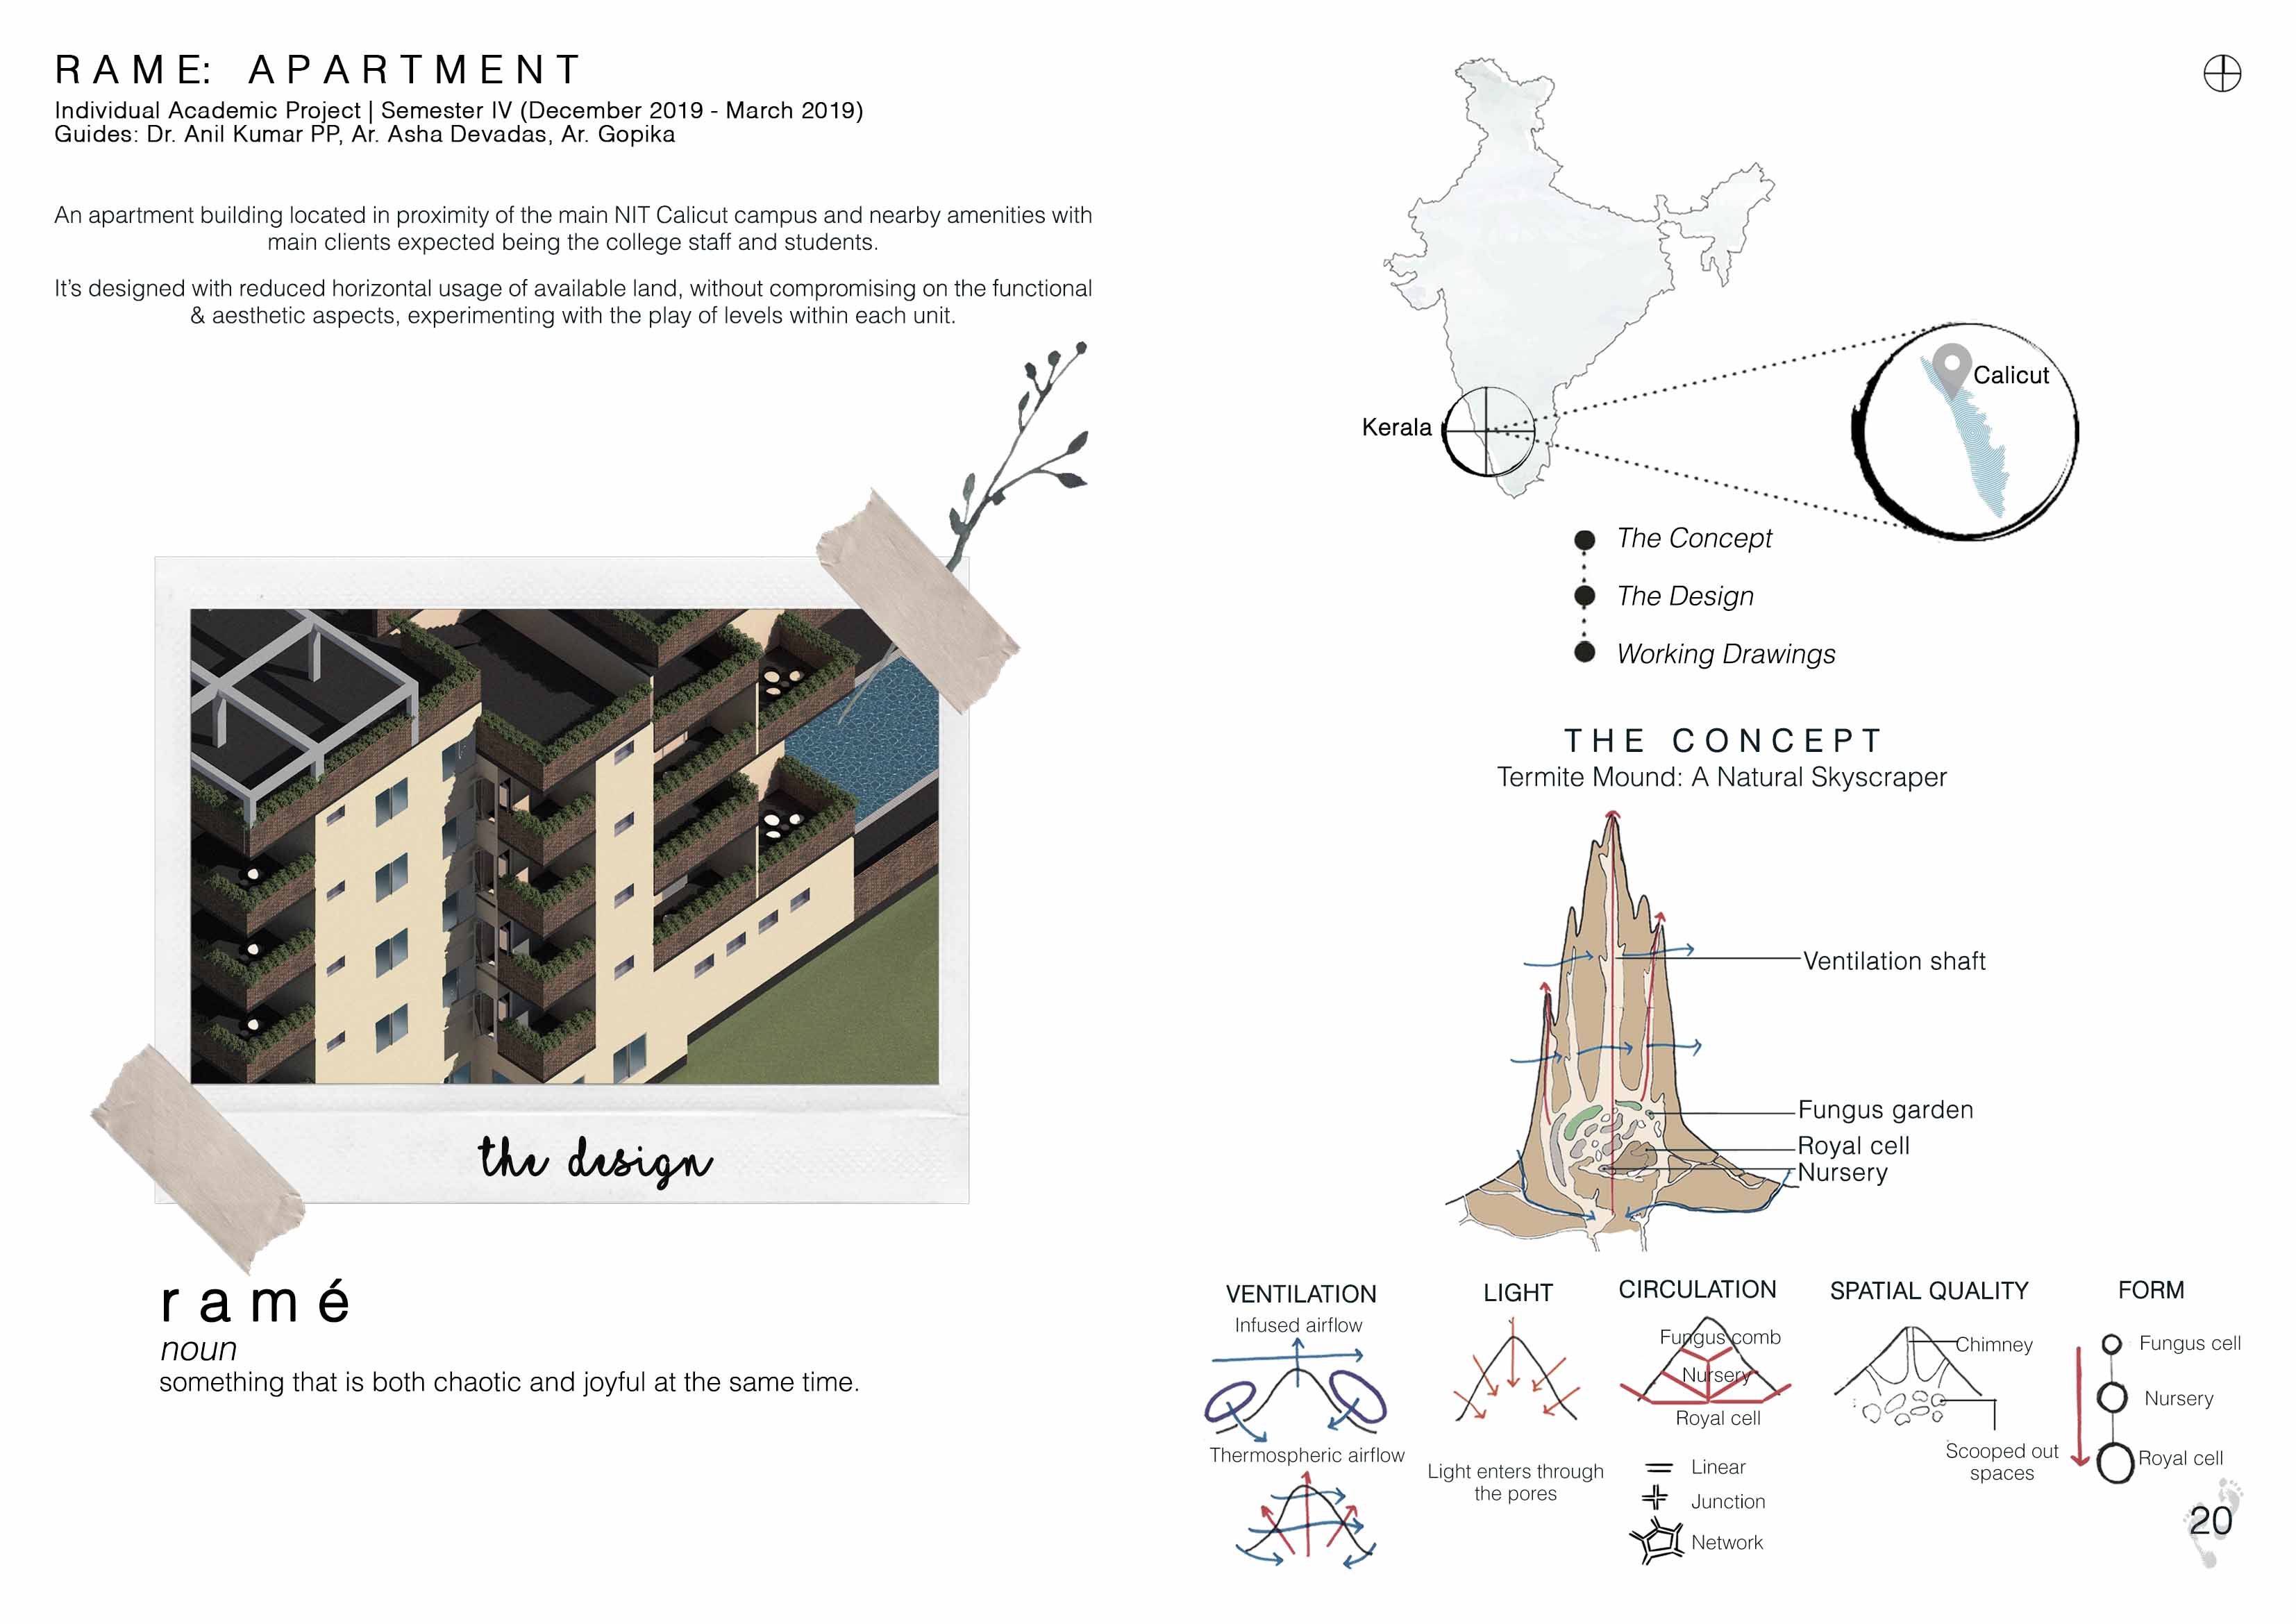 RAME: APARTMENT
Individual Academic Project | Semester IV (December 2019 - March 2019)
Guides: Dr. Anil Kumar PP, Ar. Asha Devadas, Ar. Gopika
An apartment building located in proximity of the main NIT Calicut campus and nearby amenities with
main clients expected being the college staff and students.
It's designed with reduced horizontal usage of available land, without compromising on the functional
& aesthetic aspects, experimenting with the play of levels within each unit.
the design
ramé
noun
something that is both chaotic and joyful at the same time.
Kerala
Calicut
The Concept
The Design
Working Drawings
THE CONCEPT
Termite Mound: A Natural Skyscraper
Ventilation shaft
Fungus garden
Royal cell
Nursery
VENTILATION
Infused airflow
Thermospheric airflow
LIGHT
Light enters through
the pores
CIRCULATION
Fungus comb
Nursery
Royal cell
Linear
Junction
Network
SPATIAL QUALITY
Chimney
Scooped out
spaces
FORM
Fungus cell
Nursery
Royal cell
20